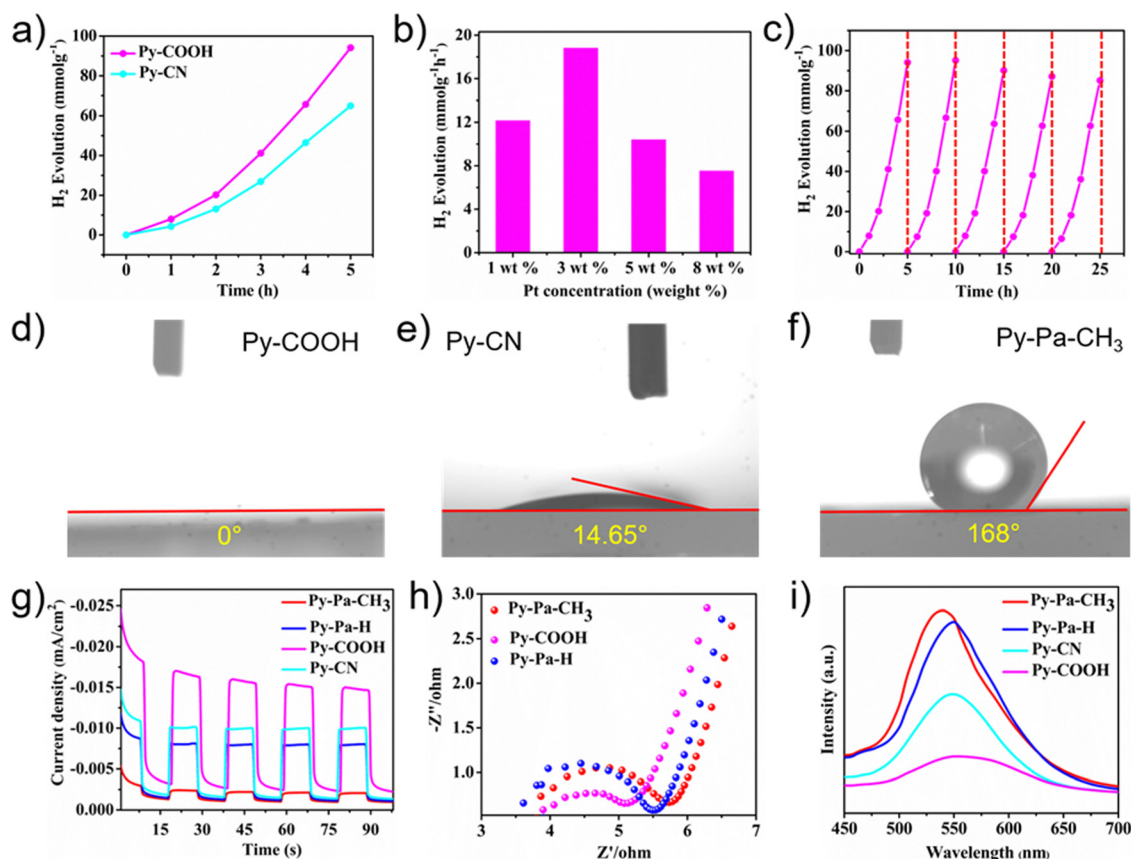 a)
H₂ Evolution (mmolg⁻¹)
100
80
60
40
20
0
Py-COOH
Py-CN
0 1 2 3 4 5
Time (h)
b)
H₂ Evolution (mmolg⁻¹h⁻¹)
20
16
12
8
4
0
1 wt % 3 wt % 5 wt % 8 wt %
Pt concentration (weight %)
c)
H₂ Evolution (mmolg⁻¹)
100
80
60
40
20
0
0 5 10 15 20 25
Time (h)
d)
Py-COOH
0°
e)
Py-CN
14.65°
f)
Py-Pa-CH₃
168°
g)
Current density (mA/cm²)
-0.025
-0.020
-0.015
-0.010
-0.005
0.000
Py-Pa-CH₃
Py-Pa-H
Py-COOH
Py-CN
15 30 45 60 75 90
Time (s)
h)
-Z''/ohm
3.0
2.5
2.0
1.5
1.0
Py-Pa-CH₃
Py-COOH
Py-Pa-H
3 4 5 6 7
Z'/ohm
i)
Intensity (a.u.)
Py-Pa-CH₃
Py-Pa-H
Py-CN
Py-COOH
450 500 550 600 650 700
Wavelength (nm)